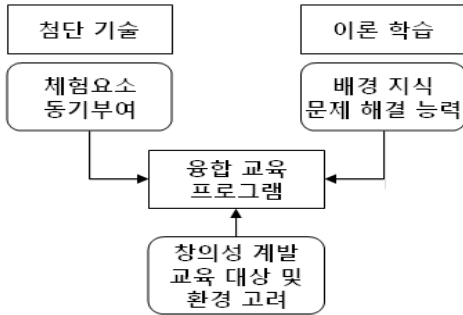 첨단 기술
이론 학습
체험요소
동기부여
배경 지식
문제 해결 능력
융합 교육
프로그램
창의성 계발
교육 대상 및
환경 고려